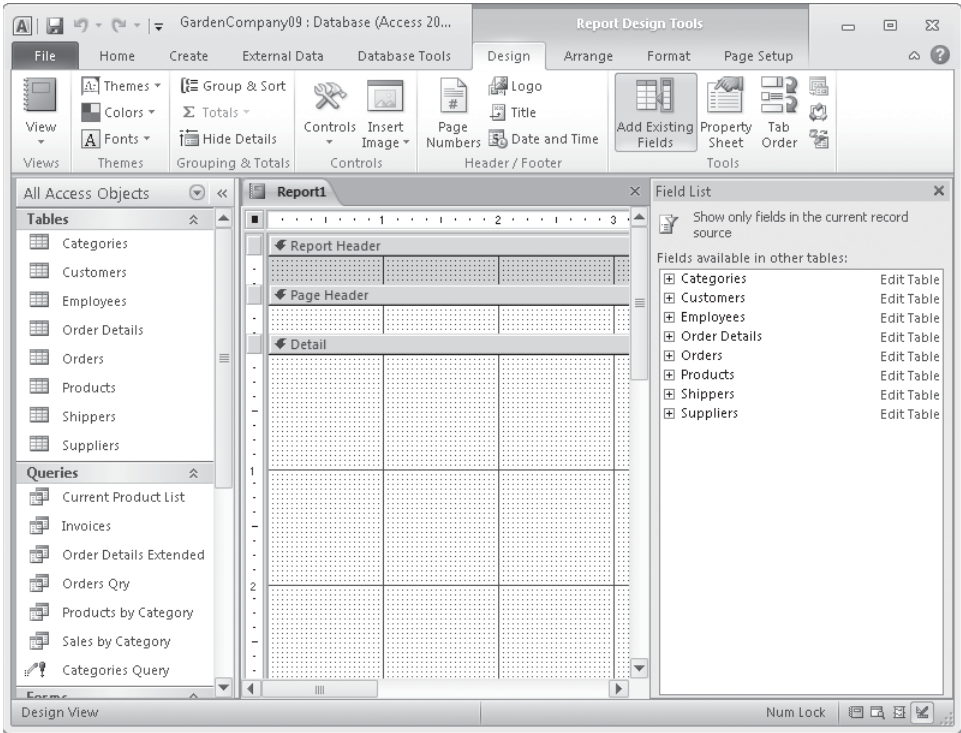 GardenCompany09 : Database (Access 20...
Report Design Tools
File Home Create External Data Database Tools Design Arrange Format Page Setup
View
Themes
Colors
Fonts
Group & Sort
Totals
Hide Details
Controls
Insert Image
Page Numbers
Logo
Title
Date and Time
Add Existing Fields
Property Sheet
Tab Order
Views Themes Grouping & Totals Controls Header / Footer Tools
All Access Objects
Tables
Categories
Customers
Employees
Order Details
Orders
Products
Shippers
Suppliers
Queries
Current Product List
Invoices
Order Details Extended
Orders Qry
Products by Category
Sales by Category
Categories Query
Forms
Report1
1 2 3
Report Header
Page Header
Detail
1
2
Field List
Show only fields in the current record
source
Fields available in other tables:
Categories Edit Table
Customers Edit Table
Employees Edit Table
Order Details Edit Table
Orders Edit Table
Products Edit Table
Shippers Edit Table
Suppliers Edit Table
Design View
Num Lock